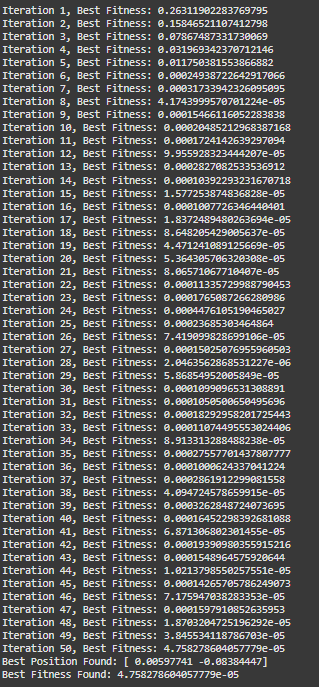 Iteration 1, Best Fitness: 0.26311902283769795
Iteration 2, Best Fitness: 0.15846521107412798
Iteration 3, Best Fitness: 0.07867487331730069
Iteration 4, Best Fitness: 0.031969342370712146
Iteration 5, Best Fitness: 0.011750381553866882
Iteration 6, Best Fitness: 0.00024938722642917066
Iteration 7, Best Fitness: 0.00031733942326095095
Iteration 8, Best Fitness: 4.1743999570701224e-05
Iteration 9, Best Fitness: 0.00015466116052283838
Iteration 10, Best Fitness: 0.00020485212968387168
Iteration 11, Best Fitness: 0.0001724142639297094
Iteration 12, Best Fitness: 9.955928323444207e-05
Iteration 13, Best Fitness: 0.00028270825335369​12
Iteration 14, Best Fitness: 0.00010392293231670718
Iteration 15, Best Fitness: 1.577253874836828e-05
Iteration 16, Best Fitness: 0.0001007726346440401
Iteration 17, Best Fitness: 1.8372489480263694e-05
Iteration 18, Best Fitness: 8.648205429005637e-05
Iteration 19, Best Fitness: 4.471241089125669e-05
Iteration 20, Best Fitness: 5.364305706320308e-05
Iteration 21, Best Fitness: 8.06571067710407e-05
Iteration 22, Best Fitness: 0.00011335729988790453
Iteration 23, Best Fitness: 0.0001765087266280986
Iteration 24, Best Fitness: 0.0004476105190465027
Iteration 25, Best Fitness: 0.00023685303464864
Iteration 26, Best Fitness: 7.419099828699106e-05
Iteration 27, Best Fitness: 0.00015025076955960503
Iteration 28, Best Fitness: 2.0463562868531227e-06
Iteration 29, Best Fitness: 5.86854952005849e-05
Iteration 30, Best Fitness: 0.0001099096531308891
Iteration 31, Best Fitness: 0.0001050500650495696
Iteration 32, Best Fitness: 0.00018292958201725443
Iteration 33, Best Fitness: 0.00011074495553024406
Iteration 34, Best Fitness: 8.913313288488238e-05
Iteration 35, Best Fitness: 0.00027557701437807777
Iteration 36, Best Fitness: 0.0001000624337041224
Iteration 37, Best Fitness: 0.0002861912299081558
Iteration 38, Best Fitness: 4.094724578659915e-05
Iteration 39, Best Fitness: 0.0003262848724073695
Iteration 40, Best Fitness: 0.00016452298392681088
Iteration 41, Best Fitness: 6.871306802301455e-05
Iteration 42, Best Fitness: 0.00019390980355915216
Iteration 43, Best Fitness: 0.0001548964575920644
Iteration 44, Best Fitness: 1.0213798550257551e-05
Iteration 45, Best Fitness: 0.00014265705786249073
Iteration 46, Best Fitness: 7.175947038283353e-05
Iteration 47, Best Fitness: 0.0001597910852635953
Iteration 48, Best Fitness: 1.8703204725196292e-05
Iteration 49, Best Fitness: 3.845534118786703e-05
Iteration 50, Best Fitness: 4.758278604057779e-05
Best Position Found: [ 0.00597741 -0.08384447]
Best Fitness Found: 4.758278604057779e-05